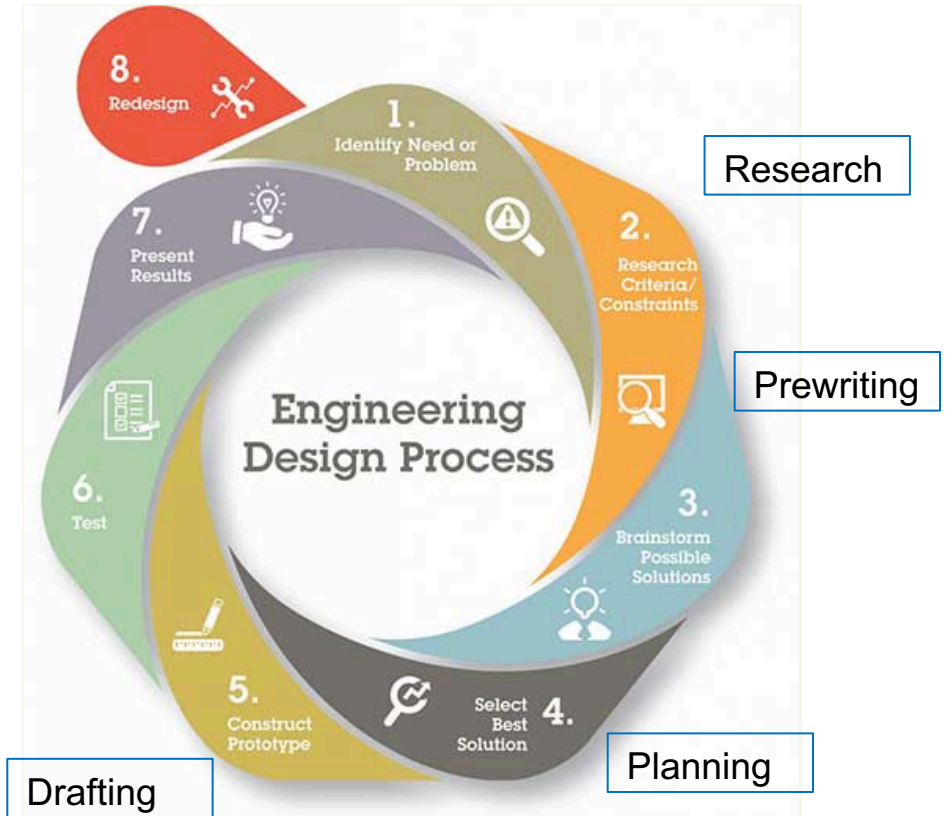 8.
Redesign
1.
Identify Need or
Problem
Research
2.
Research
Criteria/
Constraints
7.
Present
Results
Prewriting
Engineering
Design Process
3.
Brainstorm
Possible
Solutions
6.
Test
4.
Select
Best
Solution
5.
Construct
Prototype
Planning
Drafting